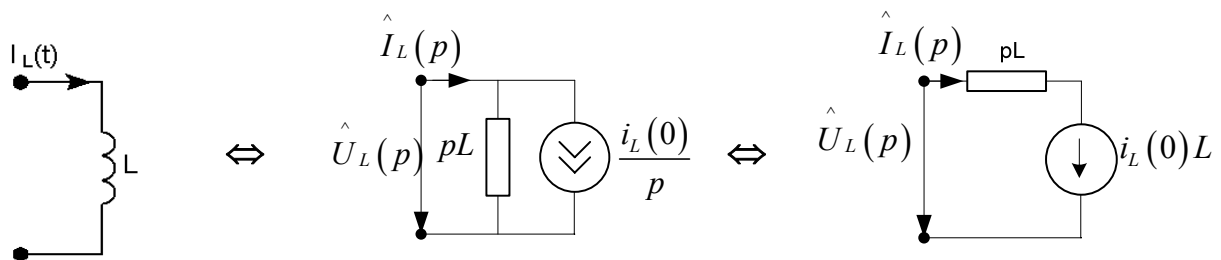 I L(t)
L
⇔
Î_L(p)
Û_L(p)
pL
i_L(0)/p
⇔
Î_L(p)
pL
Û_L(p)
i_L(0)L